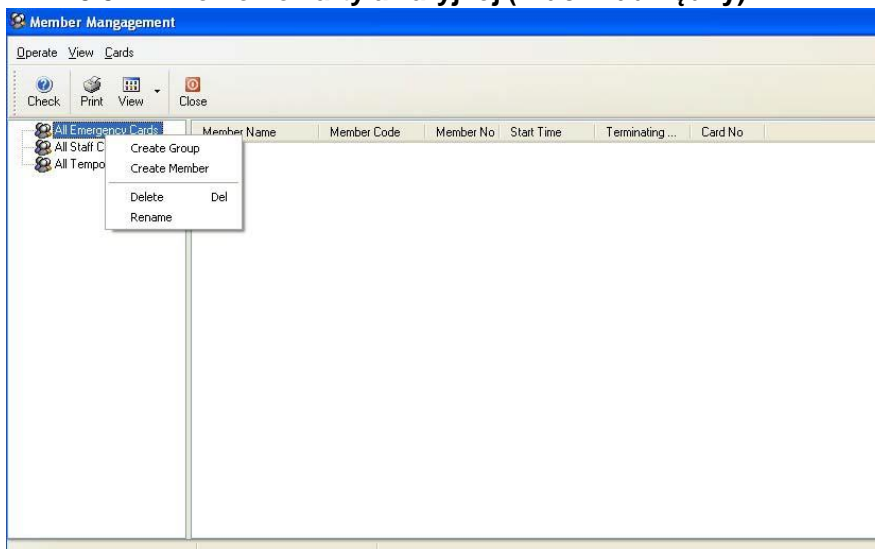 Member Mangagement
Operate View Cards
Check Print View Close
All Emergency Cards
All Staff C
All Tempo
Create Group
Create Member
Delete Del
Rename
Member Name Member Code Member No Start Time Terminating ... Card No